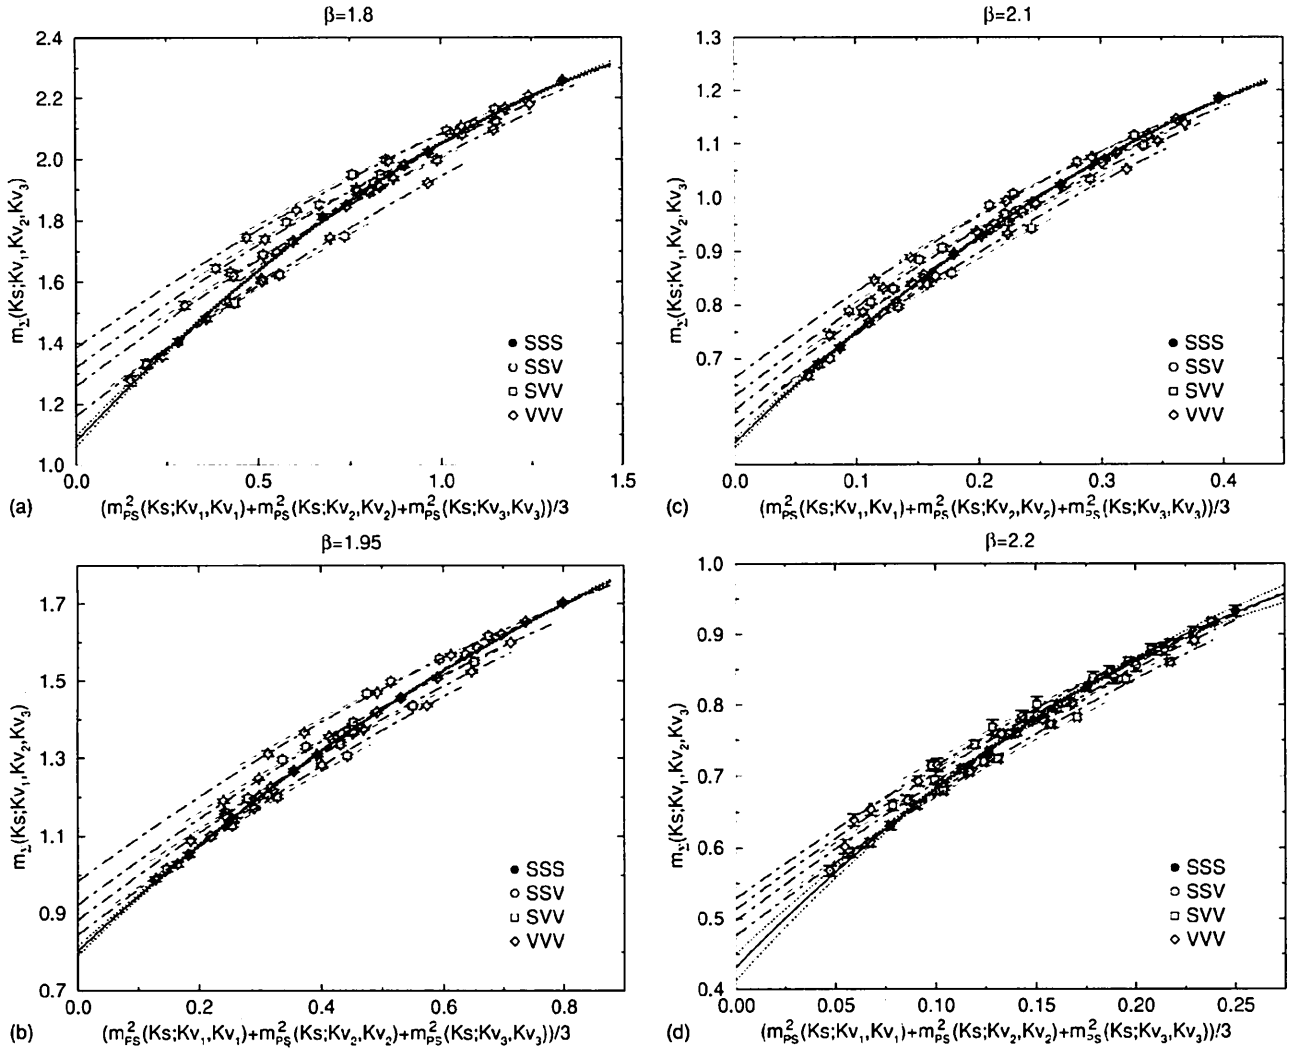 β=1.8
2.4
2.2
2.0
1.8
1.6
1.4
1.2
1.0
m_Σ(Ks;Kv₁,Kv₂,Kv₃)
SSS
SSV
SVV
VVV
0.0 0.5 1.0 1.5
(a) (m²_PS(Ks;Kv₁,Kv₁)+m²_PS(Ks;Kv₂,Kv₂)+m²_PS(Ks;Kv₃,Kv₃))/3
β=2.1
1.3
1.2
1.1
1.0
0.9
0.8
0.7
m_Σ(Ks;Kv₁,Kv₂,Kv₃)
SSS
SSV
SVV
VVV
0.0 0.1 0.2 0.3 0.4
(c) (m²_PS(Ks;Kv₁,Kv₁)+m²_PS(Ks;Kv₂,Kv₂)+m²_PS(Ks;Kv₃,Kv₃))/3
β=1.95
1.7
1.5
1.3
1.1
0.9
0.7
m_Σ(Ks;Kv₁,Kv₂,Kv₃)
SSS
SSV
SVV
VVV
0.0 0.2 0.4 0.6 0.8
(b) (m²_PS(Ks;Kv₁,Kv₁)+m²_PS(Ks;Kv₂,Kv₂)+m²_PS(Ks;Kv₃,Kv₃))/3
β=2.2
1.0
0.9
0.8
0.7
0.6
0.5
0.4
m_Σ(Ks;Kv₁,Kv₂,Kv₃)
SSS
SSV
SVV
VVV
0.00 0.05 0.10 0.15 0.20 0.25
(d) (m²_PS(Ks;Kv₁,Kv₁)+m²_PS(Ks;Kv₂,Kv₂)+m²_PS(Ks;Kv₃,Kv₃))/3